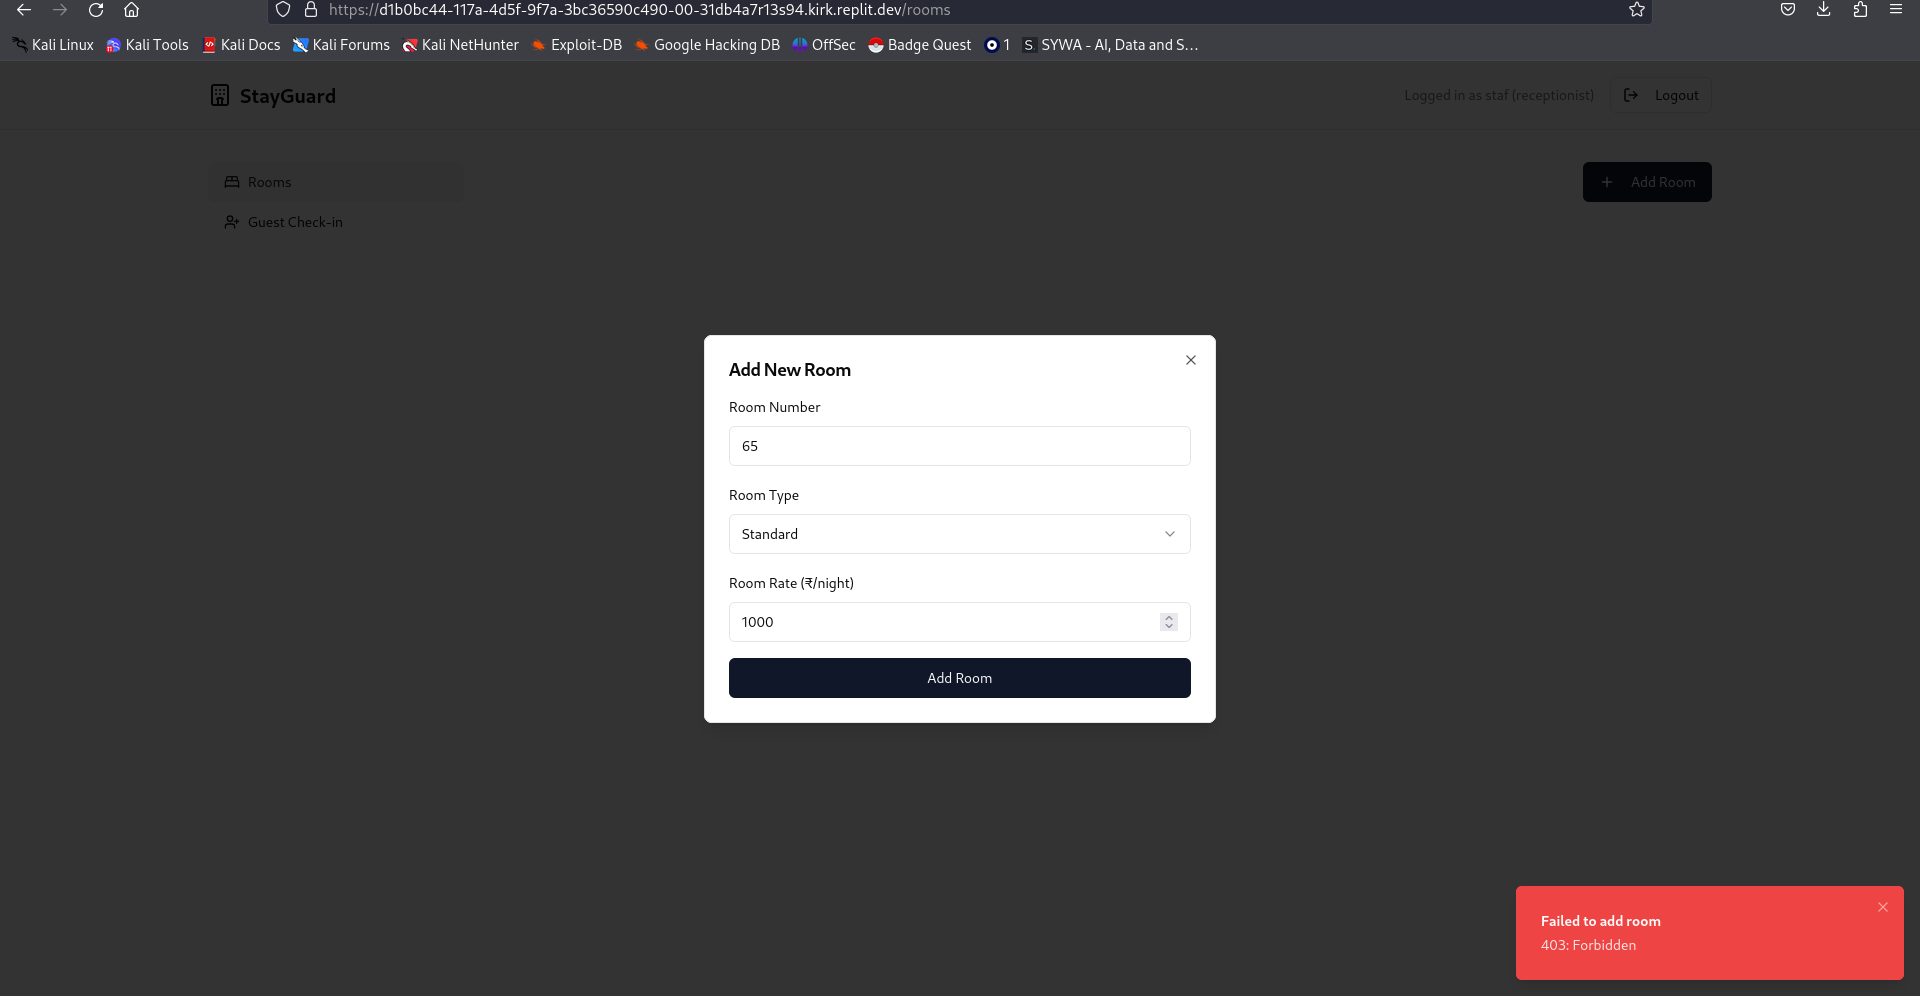 https://d1b0bc44-117a-4d5f-9f7a-3bc36590c490-00-31db4a7r13s94.kirk.replit.dev/rooms
Kali Linux Kali Tools Kali Docs Kali Forums Kali NetHunter Exploit-DB Google Hacking DB OffSec Badge Quest 1 S SYWA - AI, Data and S…
StayGuard Logged in as staf (receptionist) Logout
Rooms + Add Room
Guest Check-in
Add New Room
Room Number
65
Room Type
Standard
Room Rate (₹/night)
1000
Add Room
Failed to add room
403: Forbidden